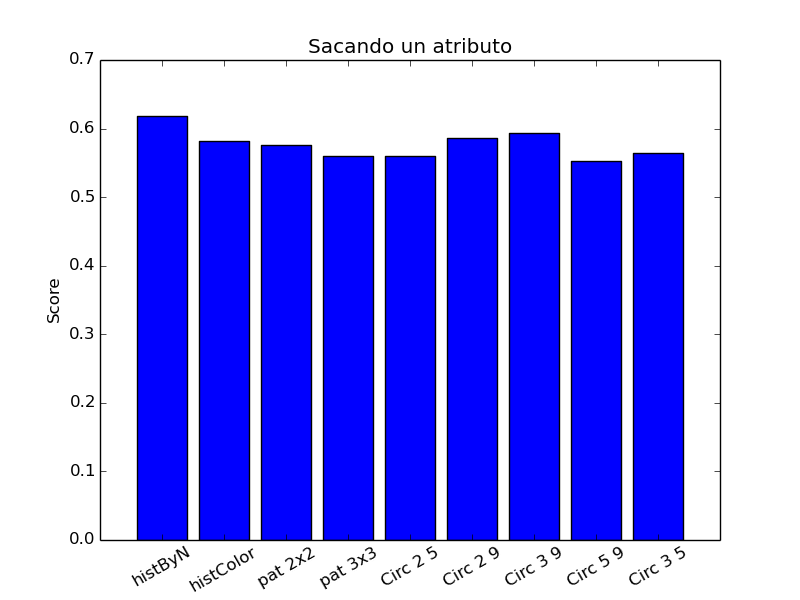 Sacando un atributo
Score
0.7
0.6
0.5
0.4
0.3
0.2
0.1
0.0
histByN
histColor
pat 2x2
pat 3x3
Circ 2 5
Circ 2 9
Circ 3 9
Circ 5 9
Circ 3 5